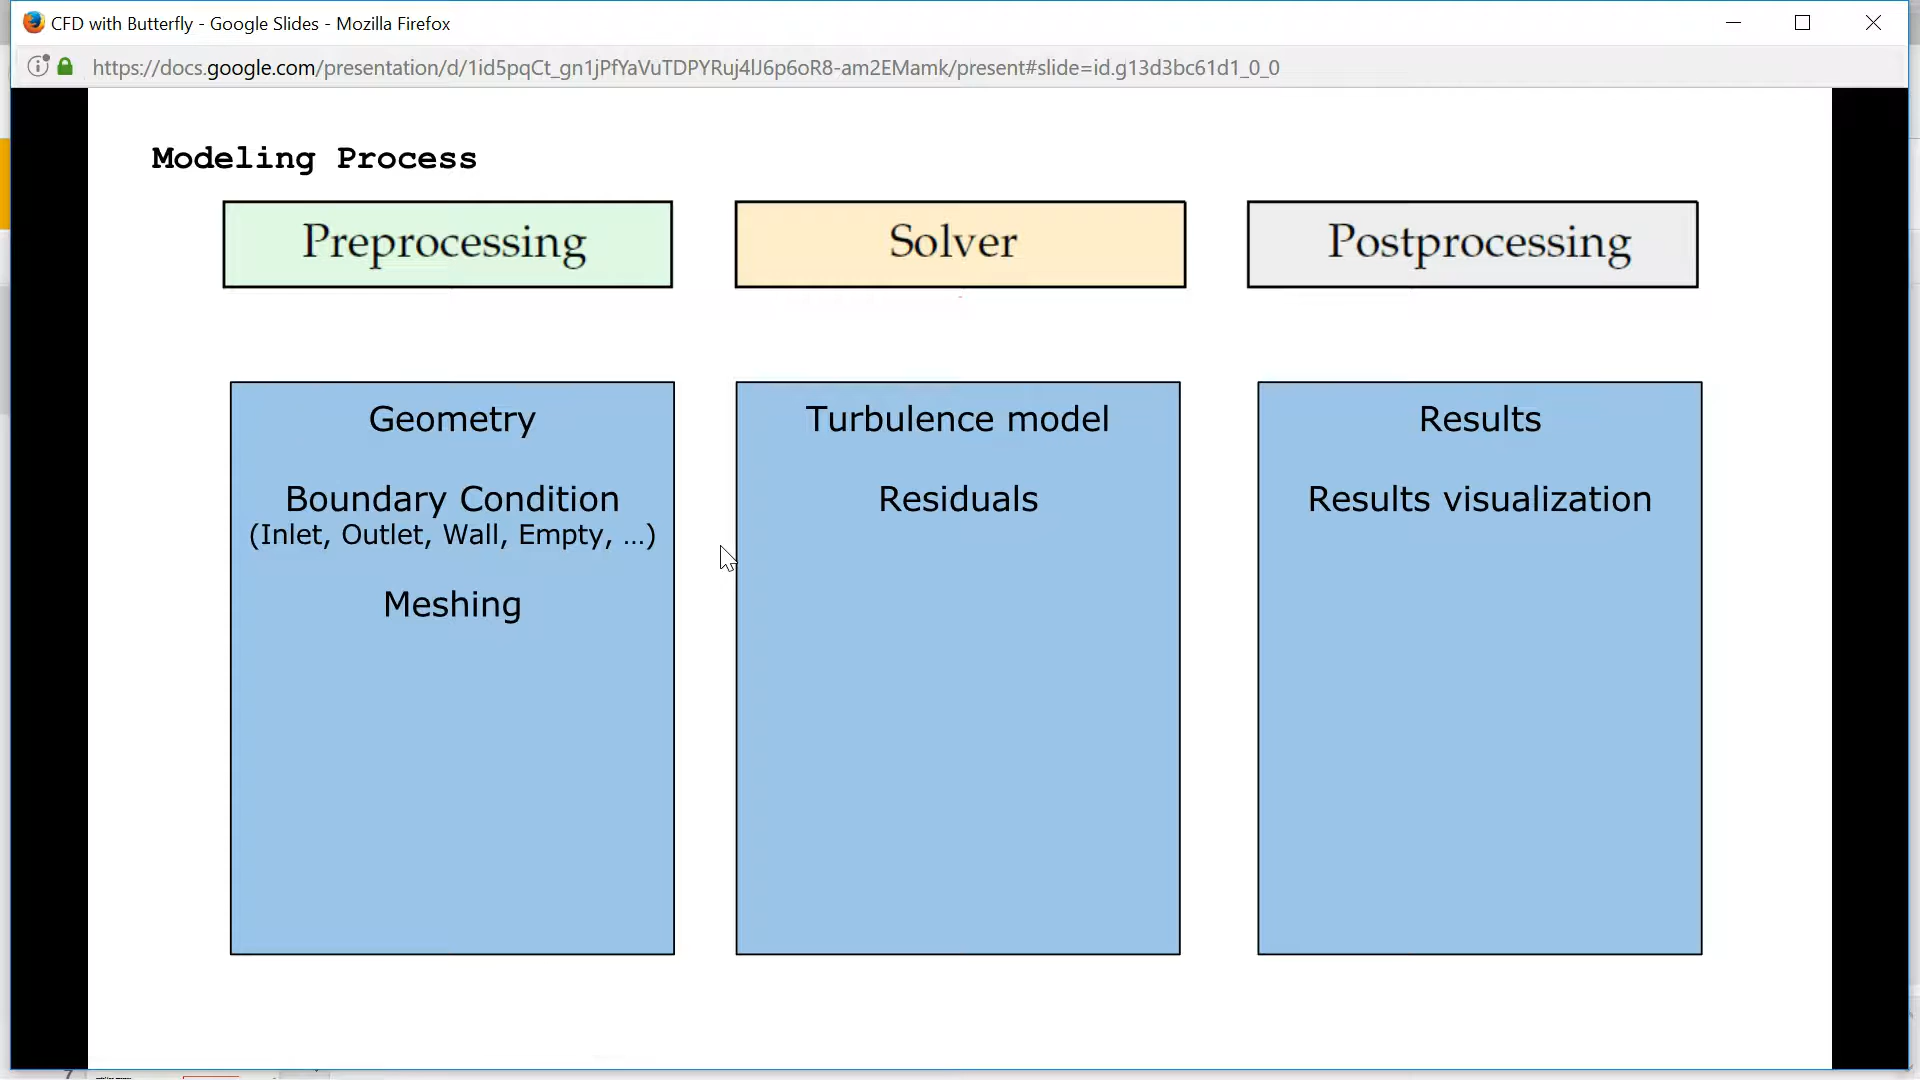 CFD with Butterfly - Google Slides - Mozilla Firefox
https://docs.google.com/presentation/d/1id5pqCt_gn1jPfYaVuTDPYRuj4lJ6p6oR8-am2EMamk/present#slide=id.g13d3bc61d1_0_0
Modeling Process
Preprocessing
Solver
Postprocessing
Geometry
Boundary Condition
(Inlet, Outlet, Wall, Empty, ...)
Meshing
Turbulence model
Residuals
Results
Results visualization
7